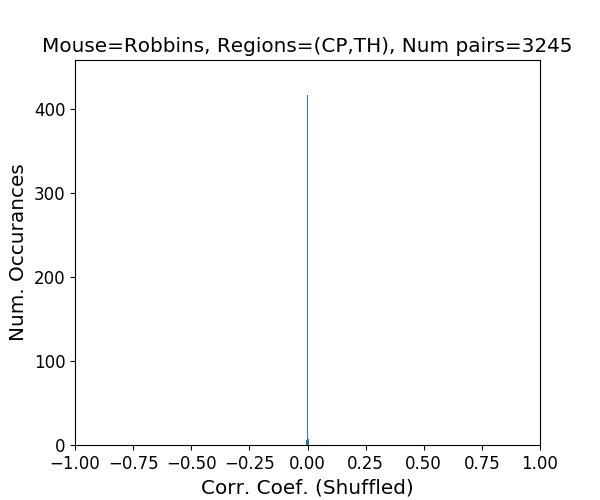 Mouse=Robbins, Regions=(CP,TH), Num pairs=3245
400
300
200
100
0
Num. Occurances
−1.00 −0.75 −0.50 −0.25 0.00 0.25 0.50 0.75 1.00
Corr. Coef. (Shuffled)